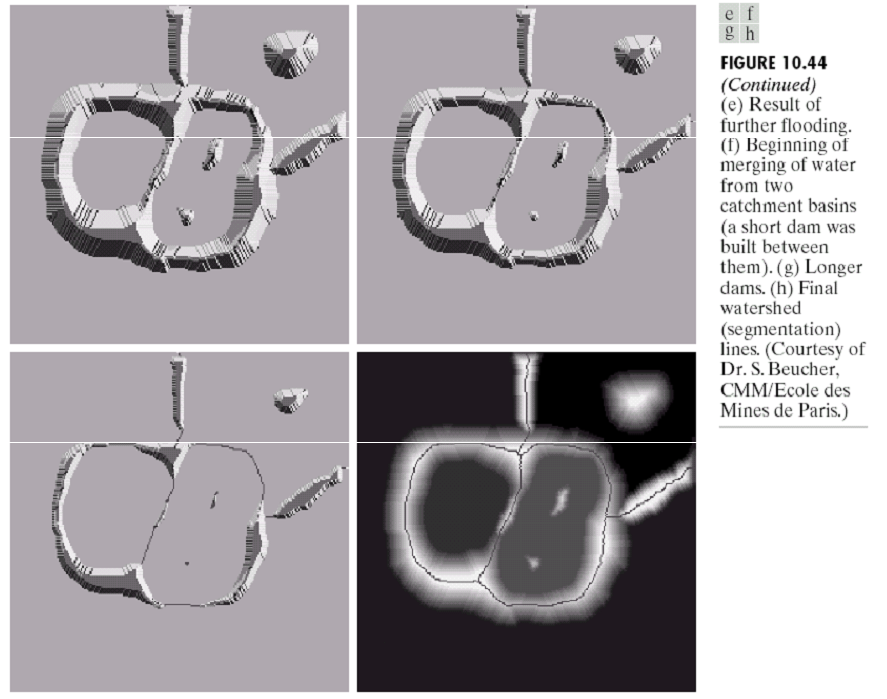 e f
g h
FIGURE 10.44
(Continued)
(e) Result of
further flooding.
(f) Beginning of
merging of water
from two
catchment basins
(a short dam was
built between
them). (g) Longer
dams. (h) Final
watershed
(segmentation)
lines. (Courtesy of
Dr. S. Beucher,
CMM/Ecole des
Mines de Paris.)